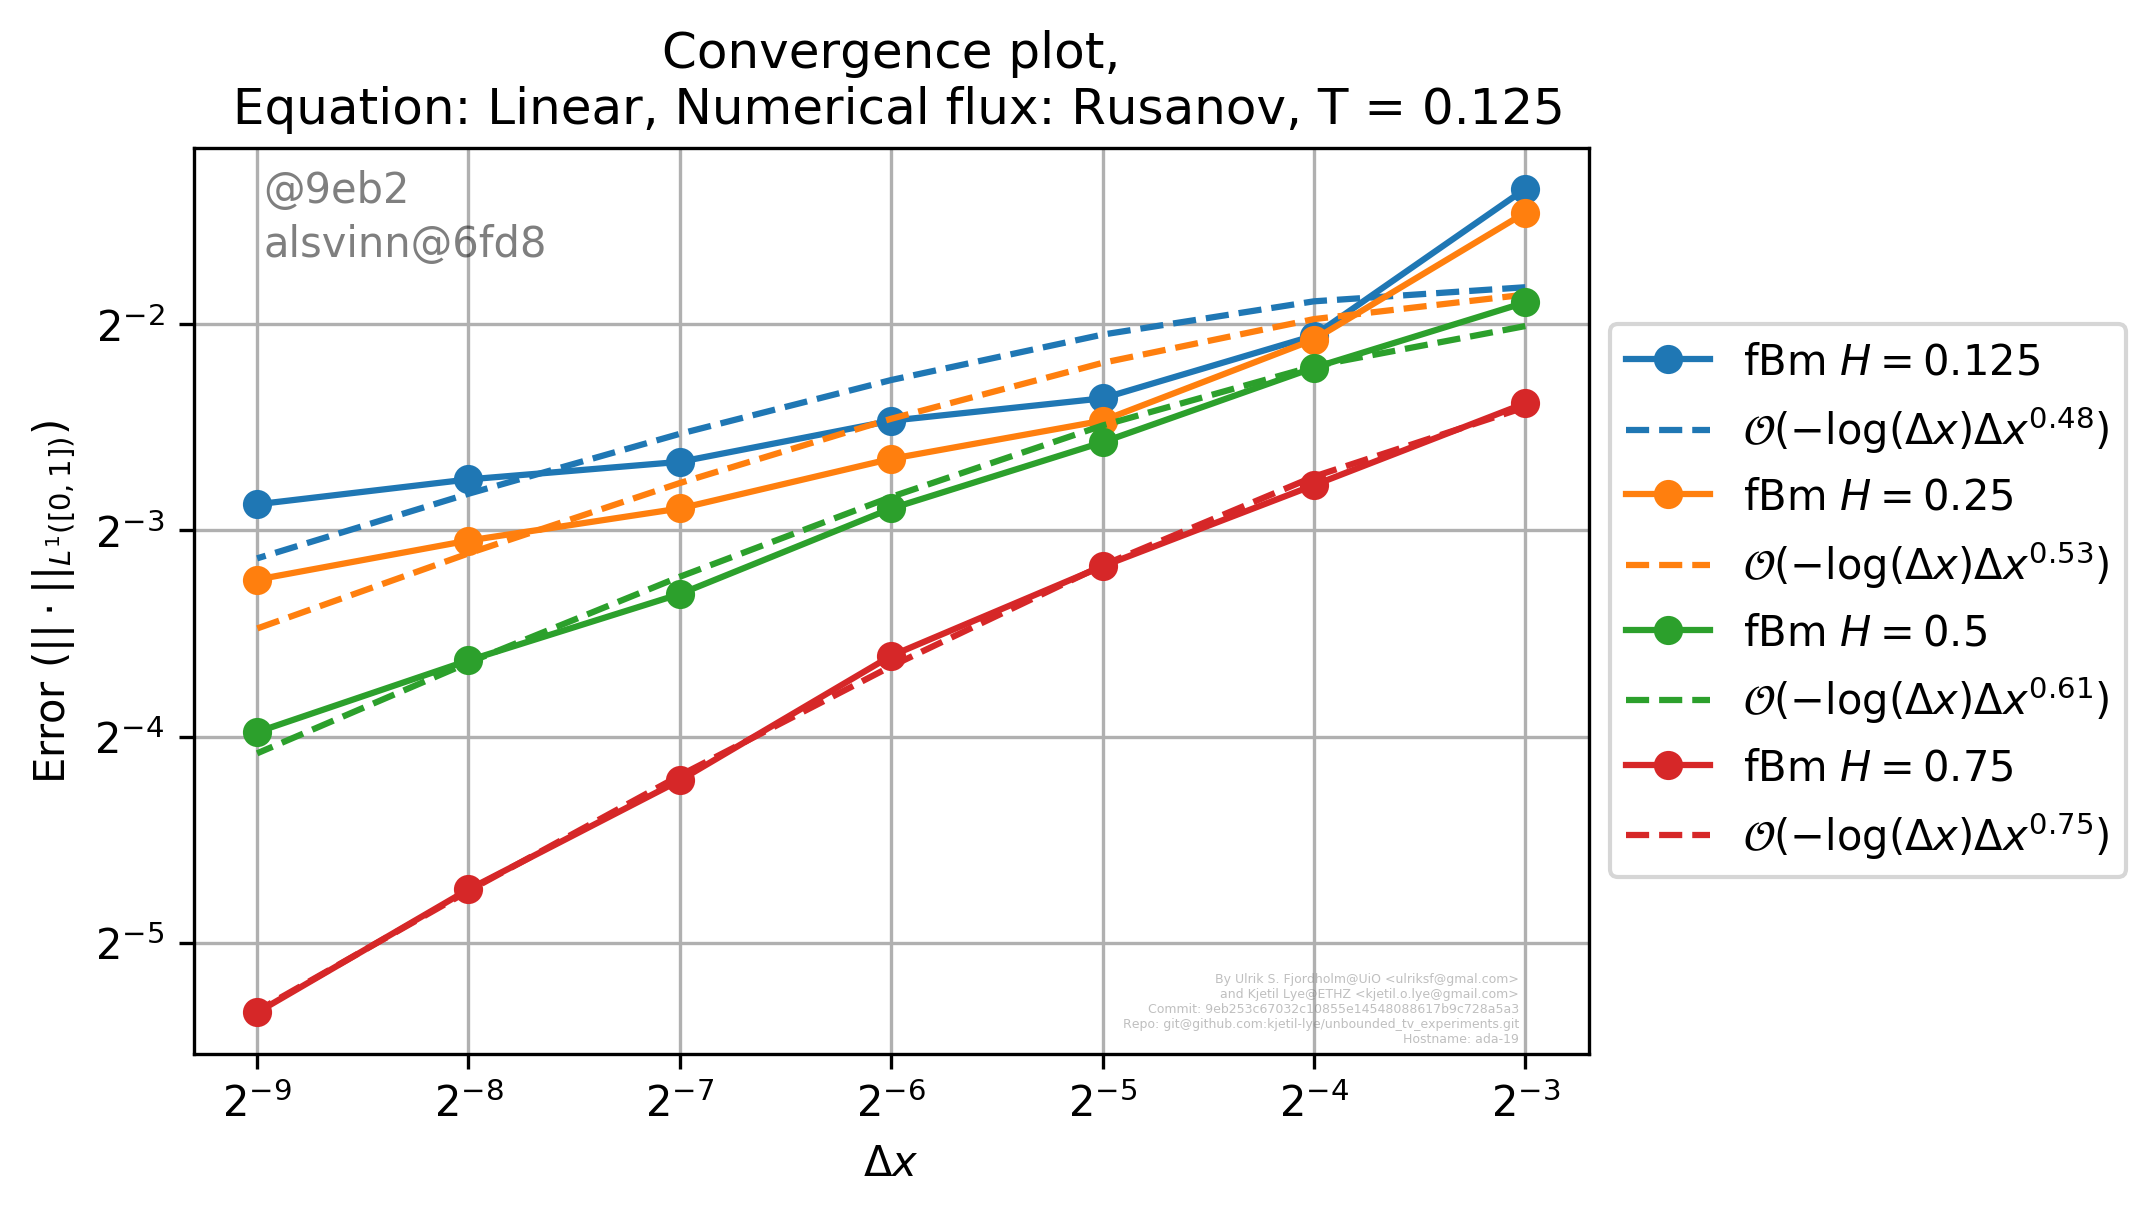 Convergence plot,
Equation: Linear, Numerical flux: Rusanov, T = 0.125
@9eb2
alsvinn@6fd8
Error (||·||_{L^1([0,1])})
2^{-2}
2^{-3}
2^{-4}
2^{-5}
2^{-9} 2^{-8} 2^{-7} 2^{-6} 2^{-5} 2^{-4} 2^{-3}
Δx
fBm H = 0.125
𝒪(−log(Δx)Δx^{0.48})
fBm H = 0.25
𝒪(−log(Δx)Δx^{0.53})
fBm H = 0.5
𝒪(−log(Δx)Δx^{0.61})
fBm H = 0.75
𝒪(−log(Δx)Δx^{0.75})
By Ulrik S. Fjordholm@UiO <ulriksf@gmal.com>
and Kjetil Lye@ETHZ <kjetil.o.lye@gmail.com>
Commit: 9eb253c67032c10855e14548088617b9c728a5a3
Repo: git@github.com:kjetil-lye/unbounded_tv_experiments.git
Hostname: ada-19